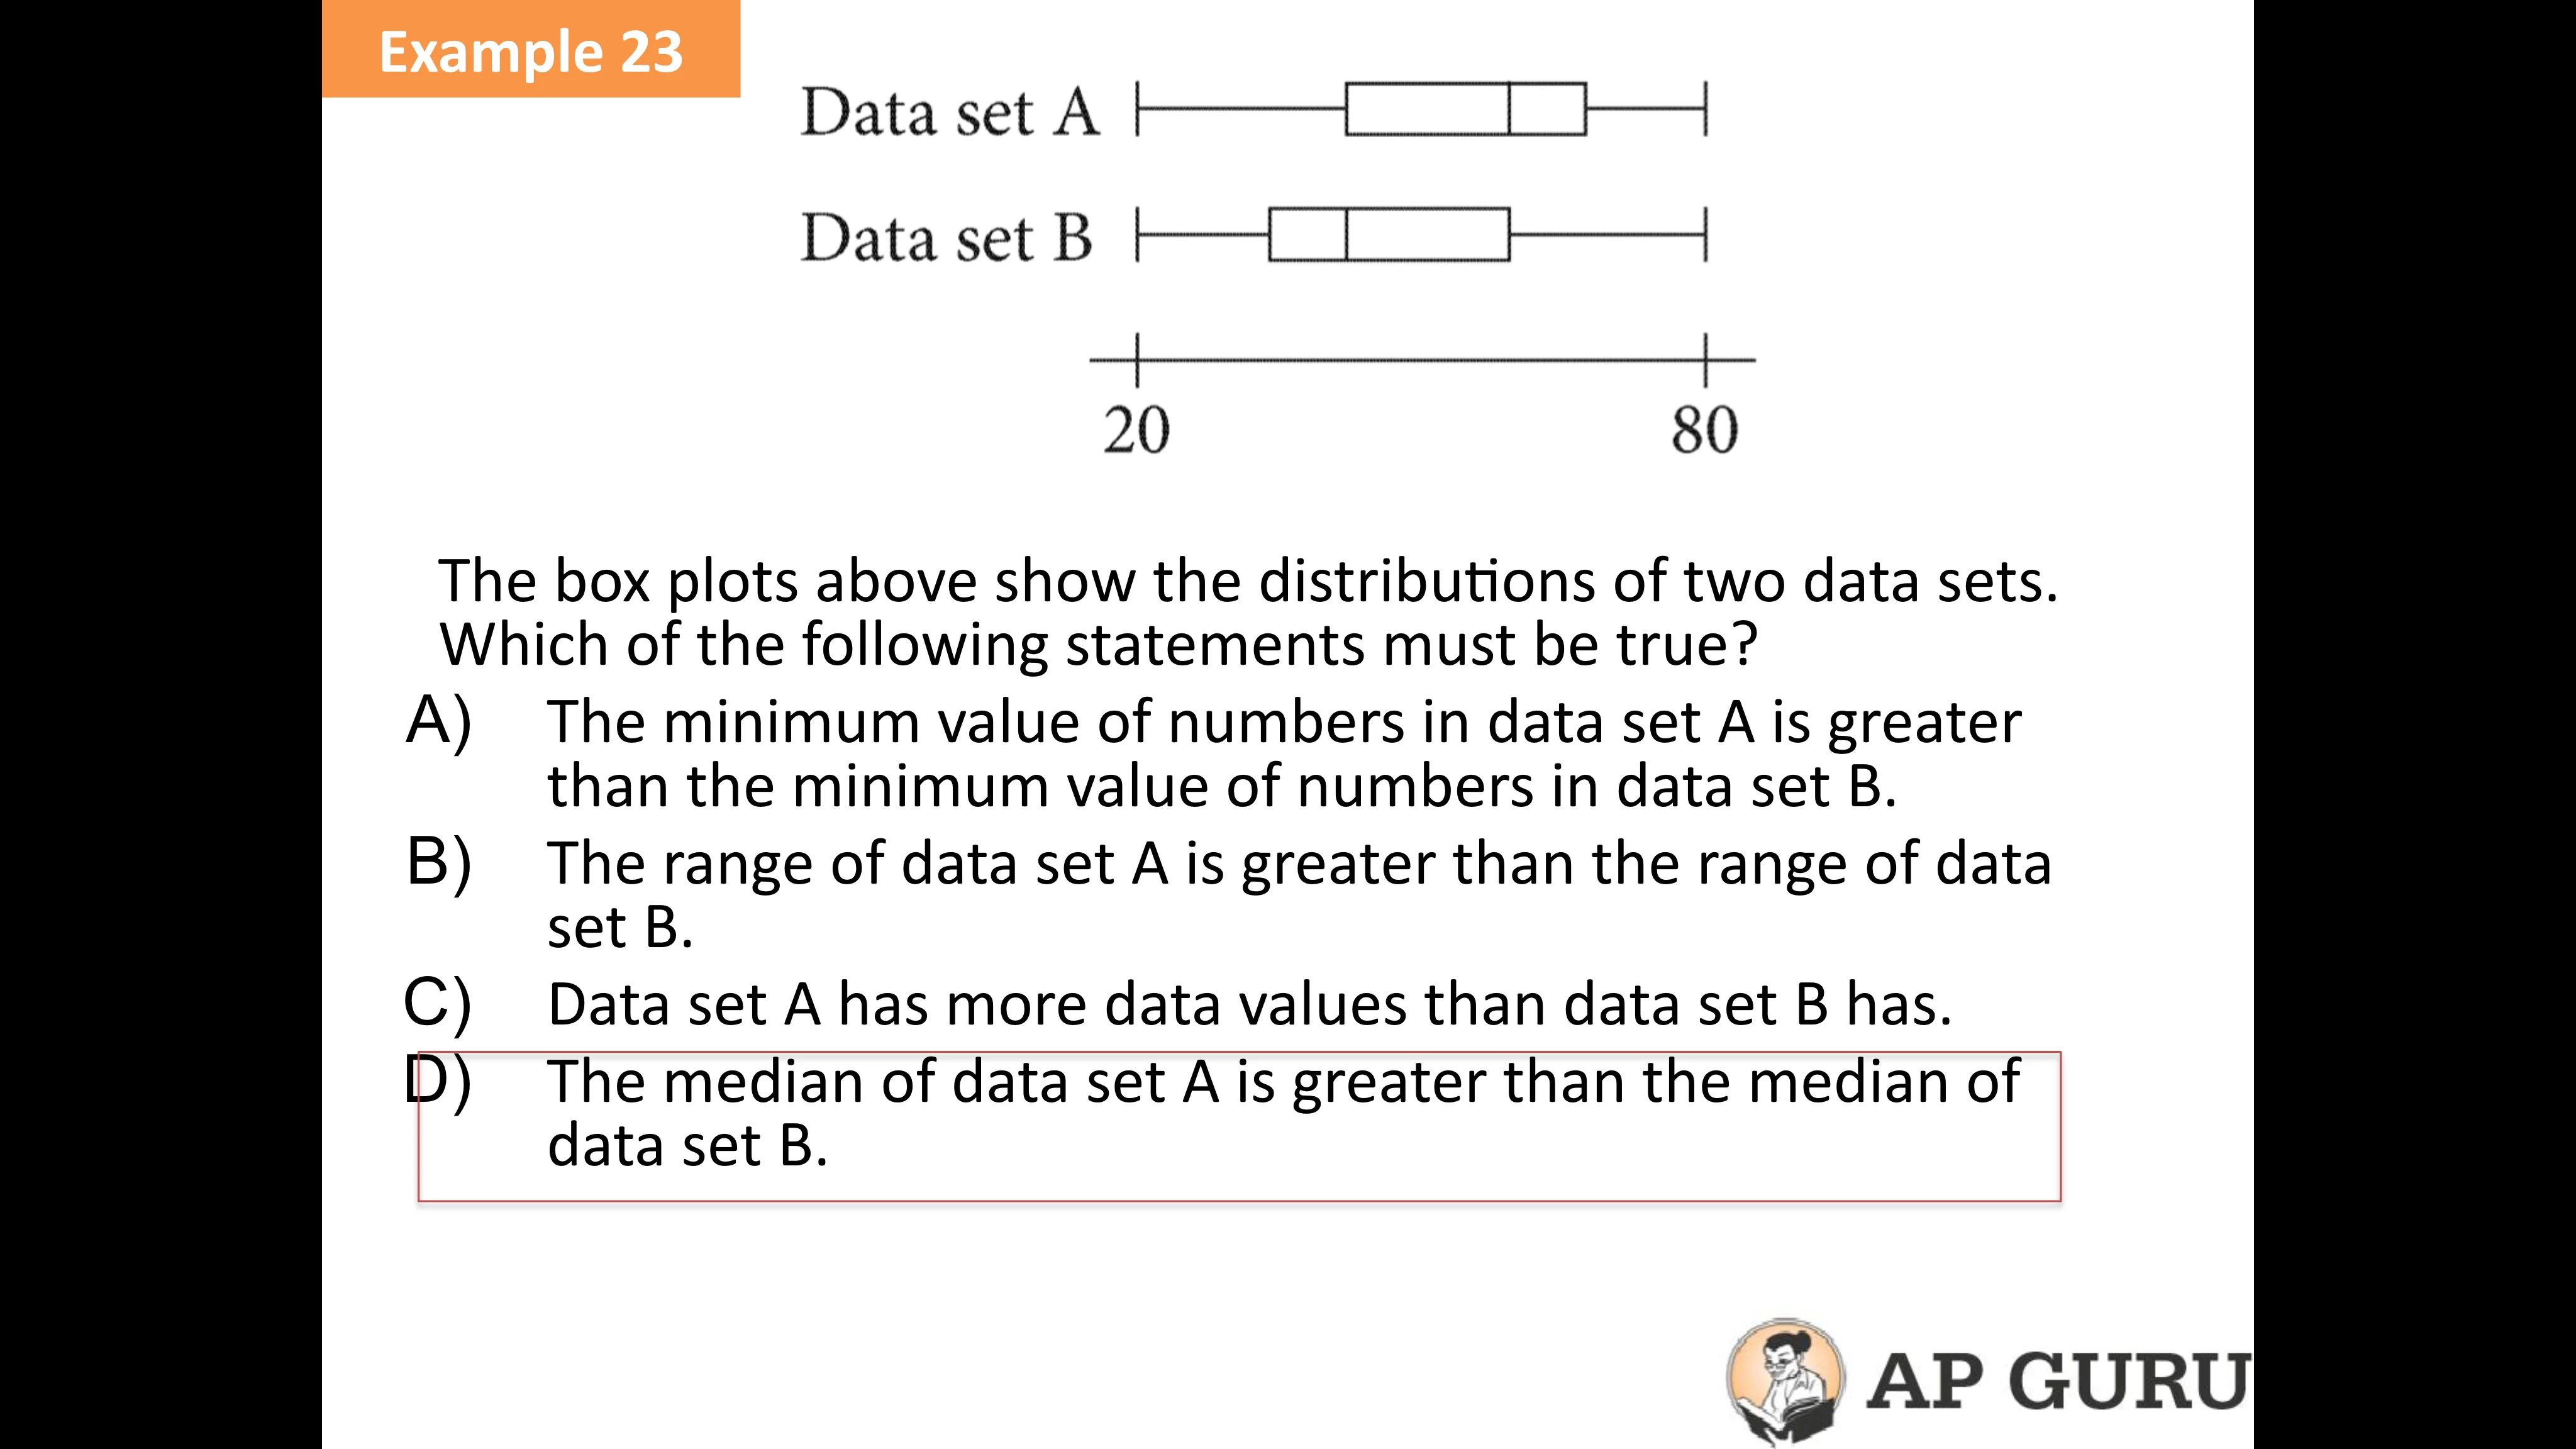 Example 23
Data set A
Data set B
20 80
The box plots above show the distributions of two data sets.
Which of the following statements must be true?
A) The minimum value of numbers in data set A is greater
than the minimum value of numbers in data set B.
B) The range of data set A is greater than the range of data
set B.
C) Data set A has more data values than data set B has.
D) The median of data set A is greater than the median of
data set B.
AP GURU